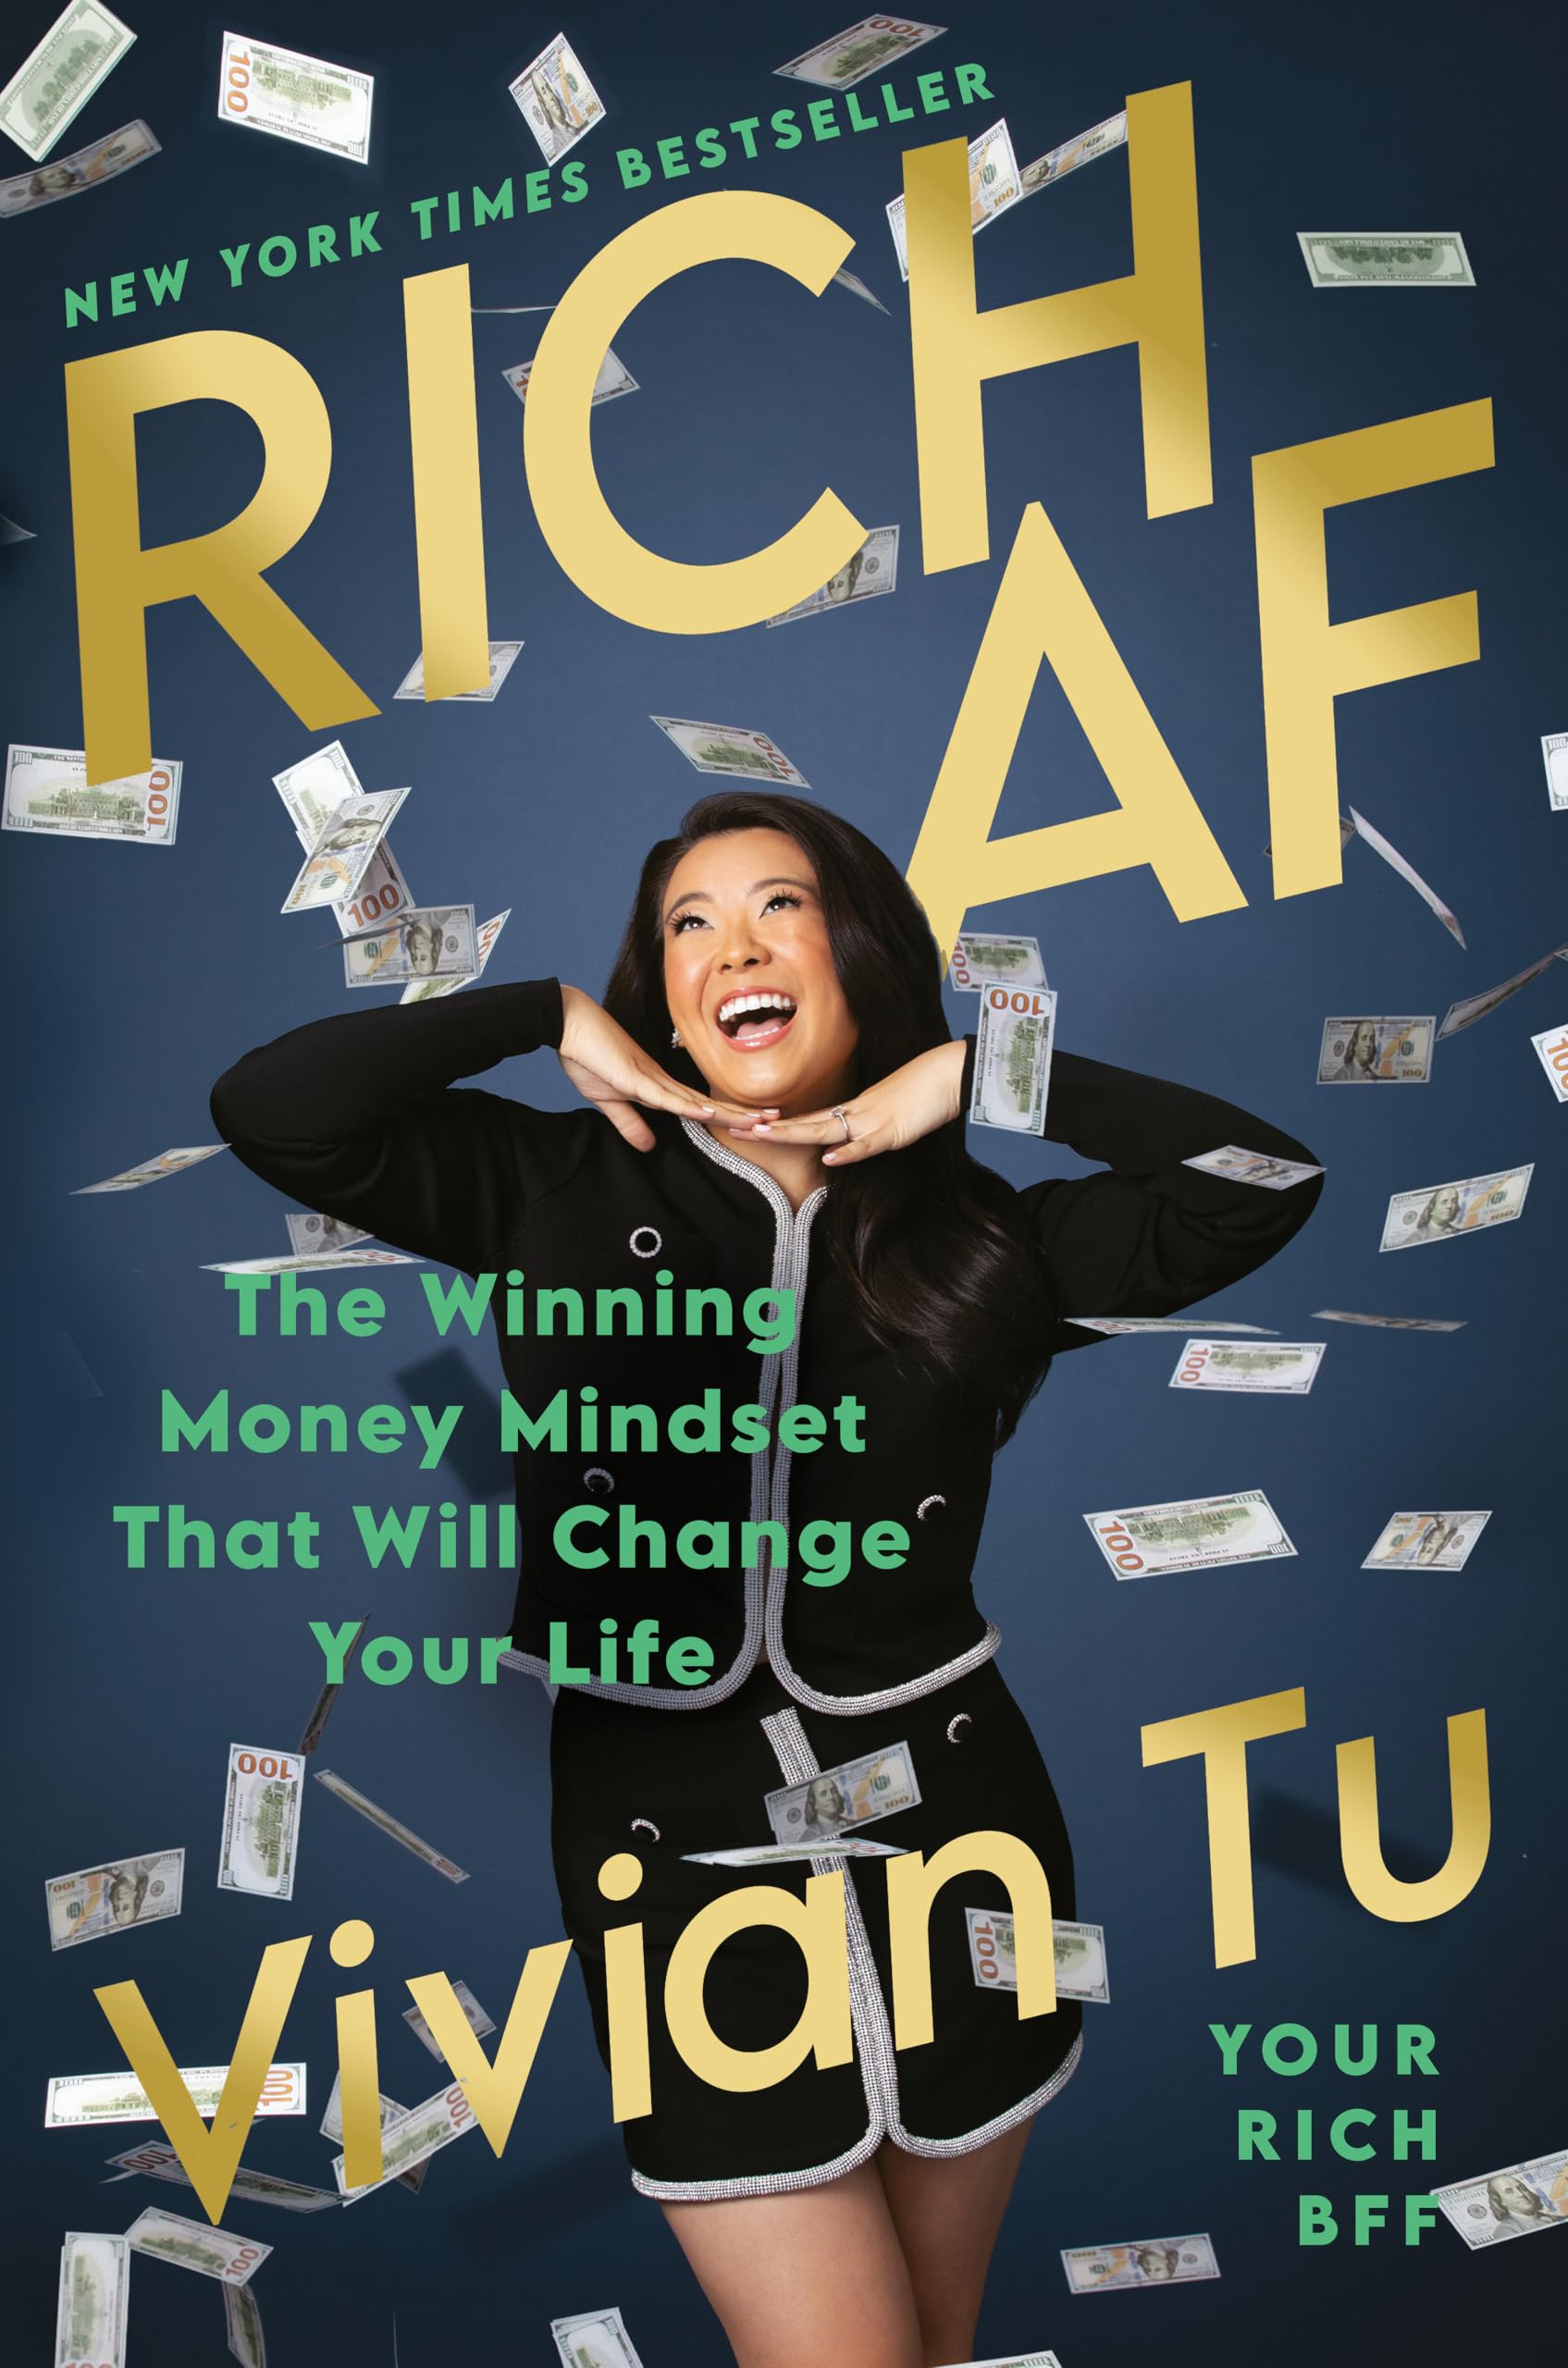 NEW YORK TIMES BESTSELLER
RICH
AF
The Winning
Money Mindset
That Will Change
Your Life
Vivian Tu
YOUR
RICH
BFF